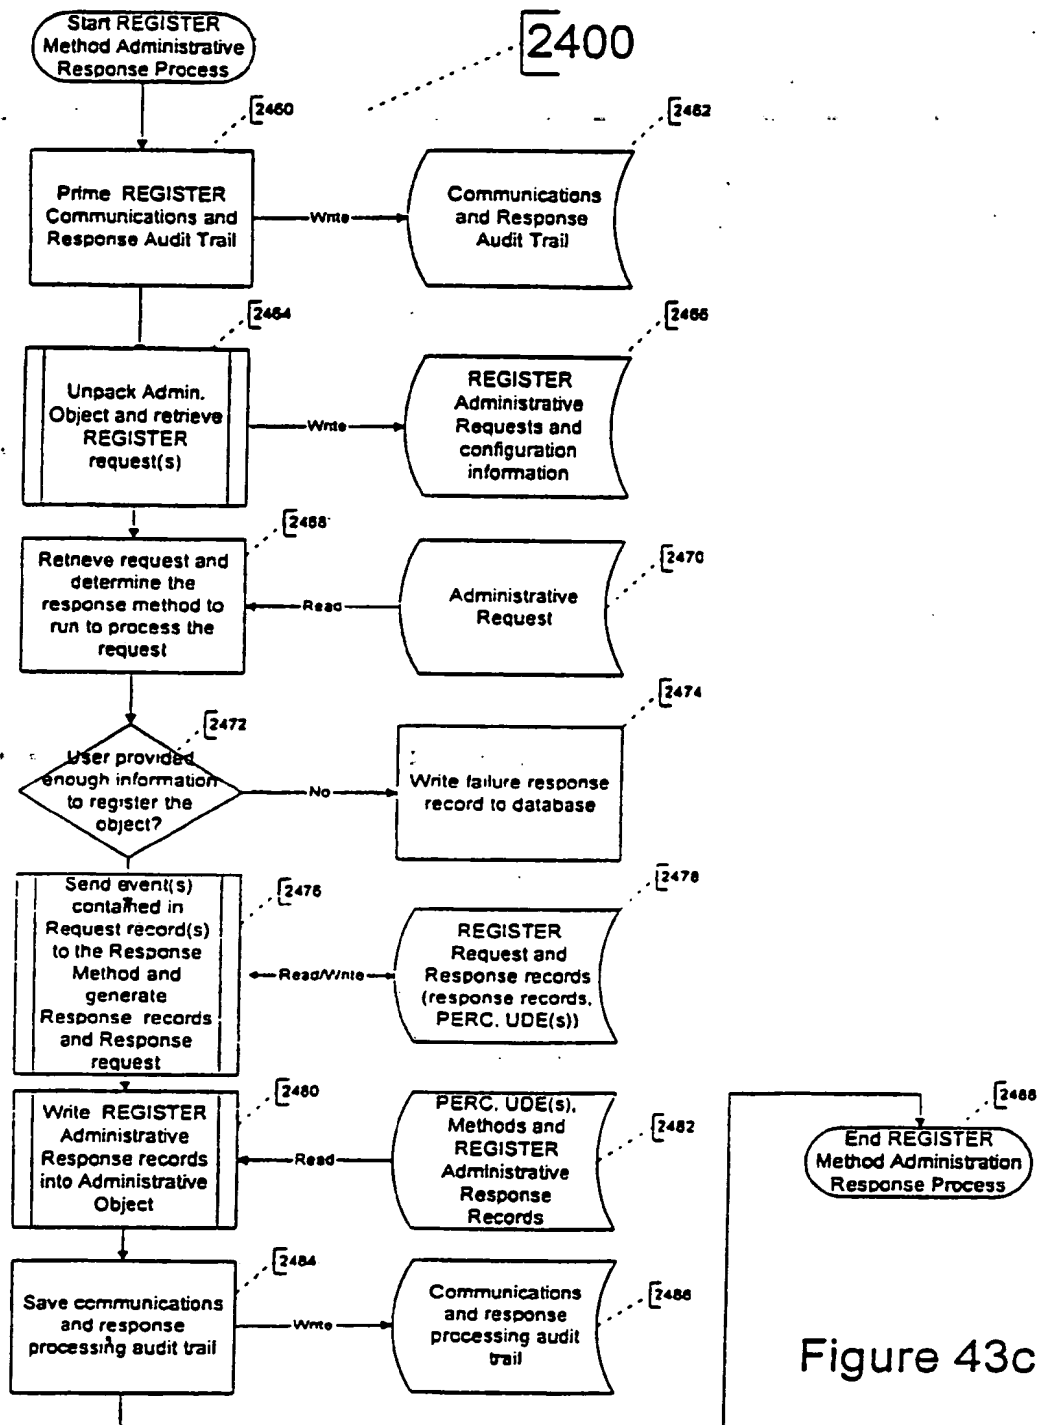 Start REGISTER
Method Administrative
Response Process
2400
2460
2462
Prime REGISTER
Communications and
Response Audit Trail
Write
Communications
and Response
Audit Trail
2464
2466
Unpack Admin.
Object and retrieve
REGISTER
request(s)
Write
REGISTER
Administrative
Requests and
configuration
information
2468
2470
Retrieve request and
determine the
response method to
run to process the
request
Read
Administrative
Request
2472
2474
User provided
enough information
to register the
object?
No
Write failure response
record to database
2476
2478
Send event(s)
contained in
Request record(s)
to the Response
Method and
generate
Response records
and Response
request
Read/Write
REGISTER
Request and
Response records
(response records,
PERC, UDE(s))
2480
2482
Write REGISTER
Administrative
Response records
into Administrative
Object
Read
PERC, UDE(s),
Methods and
REGISTER
Administrative
Response
Records
2488
End REGISTER
Method Administration
Response Process
2484
2486
Save communications
and response
processing audit trail
Write
Communications
and response
processing audit
trail
Figure 43c